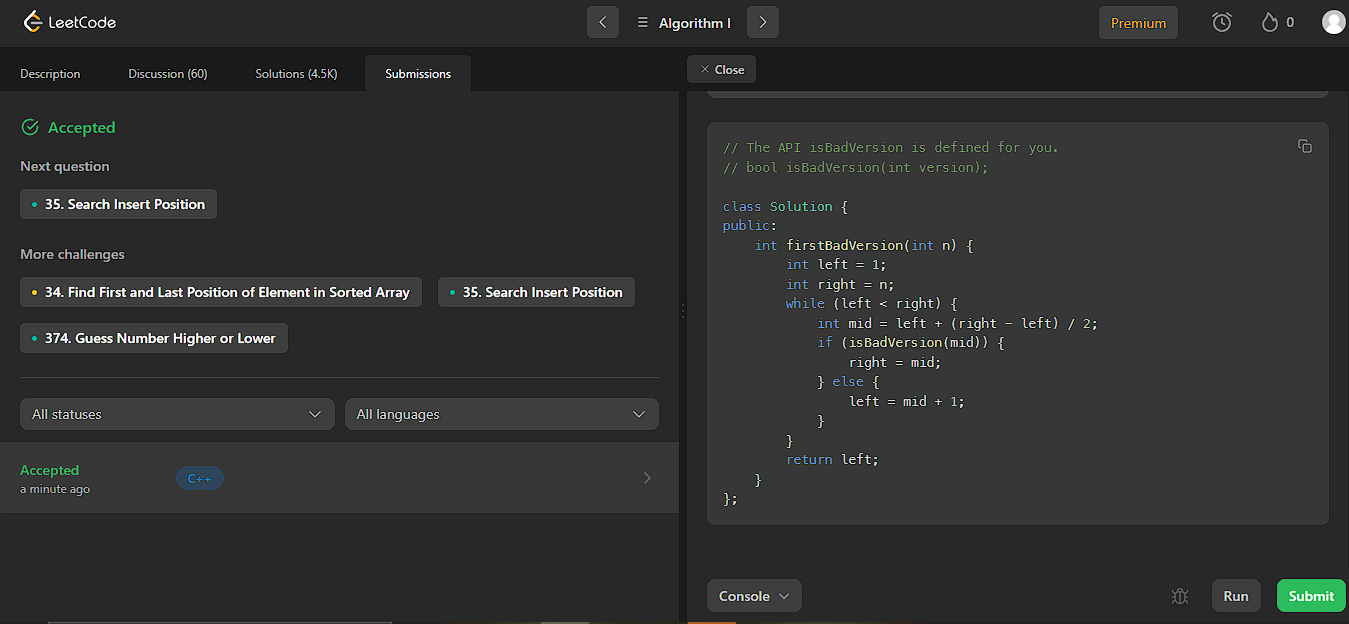 LeetCode
Algorithm I
Premium
0
Description
Discussion (60)
Solutions (4.5K)
Submissions
Close
Accepted
Next question
35. Search Insert Position
More challenges
34. Find First and Last Position of Element in Sorted Array
35. Search Insert Position
374. Guess Number Higher or Lower
All statuses
All languages
Accepted
a minute ago
C++
// The API isBadVersion is defined for you.
// bool isBadVersion(int version);
class Solution {
public:
    int firstBadVersion(int n) {
        int left = 1;
        int right = n;
        while (left < right) {
            int mid = left + (right - left) / 2;
            if (isBadVersion(mid)) {
                right = mid;
            } else {
                left = mid + 1;
            }
        }
        return left;
    }
};
Console
Run
Submit